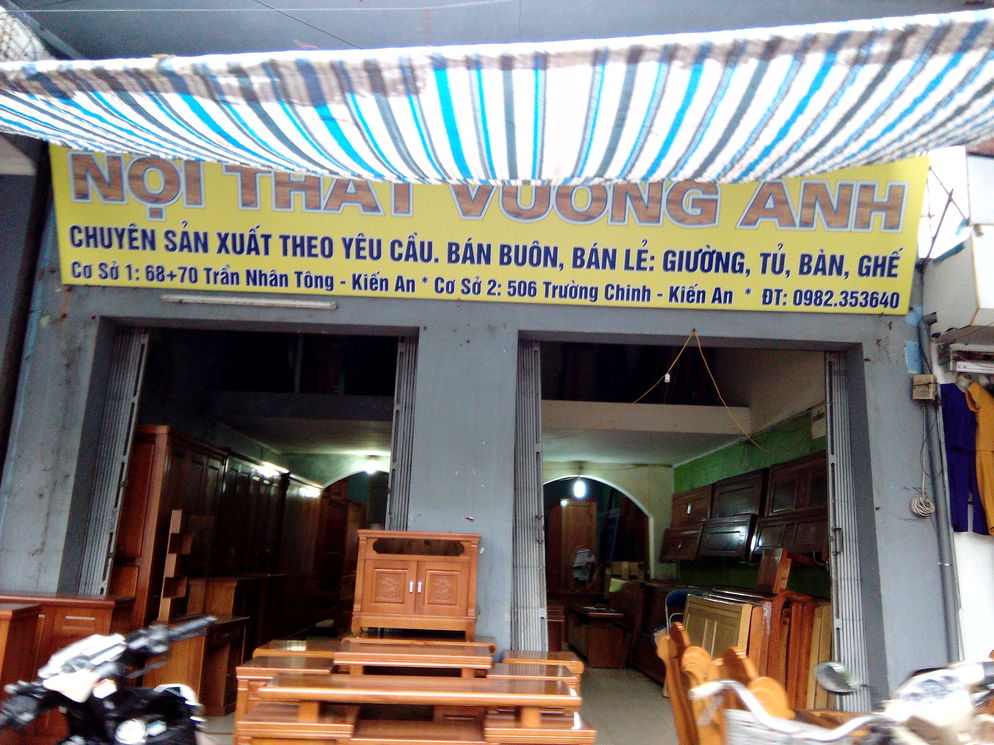 NỘI THẤT VƯƠNG ANH
CHUYÊN SẢN XUẤT THEO YÊU CẦU. BÁN BUÔN, BÁN LẺ: GIƯỜNG, TỦ, BÀN, GHẾ
Cơ Sở 1: 68+70 Trần Nhân Tông - Kiến An * Cơ Sở 2: 506 Trường Chinh - Kiến An * ĐT: 0982.353640